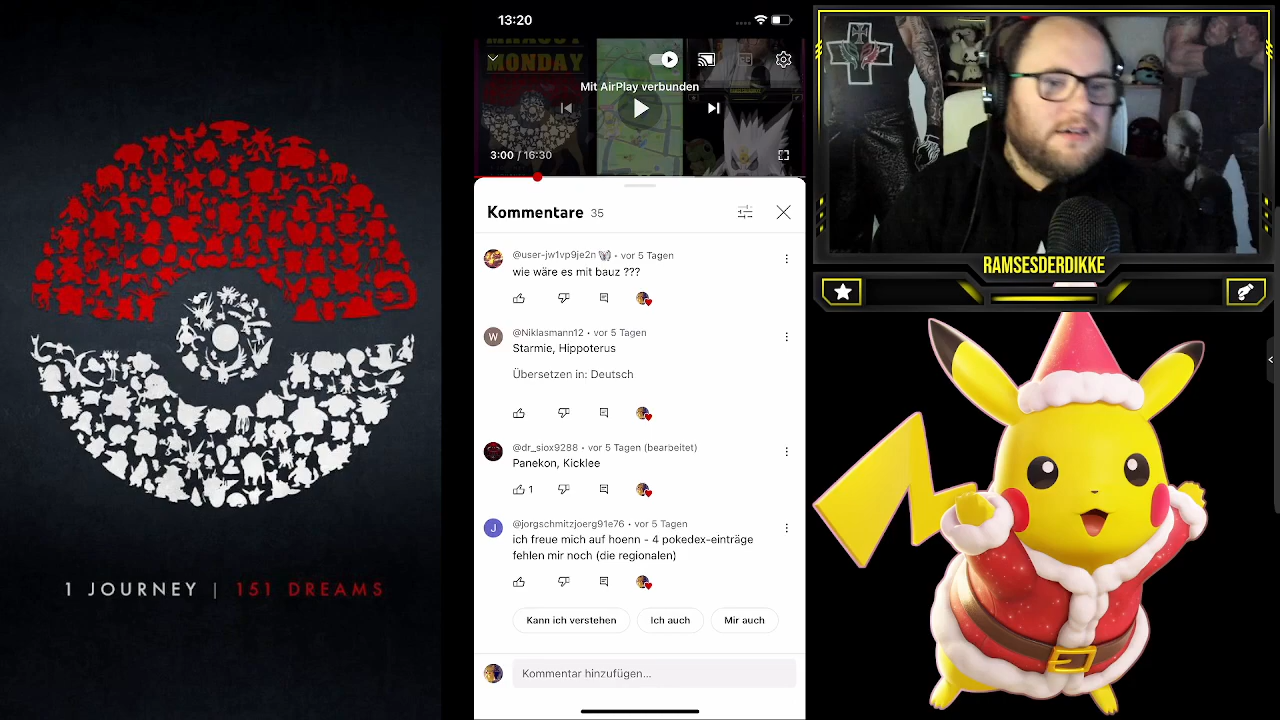 1 JOURNEY | 151 DREAMS
13:20
MONDAY
Mit AirPlay verbunden
3:00 / 16:30
Kommentare 35
@user-jw1vp9je2n • vor 5 Tagen
wie wäre es mit bauz ???
W
@Niklasmann12 • vor 5 Tagen
Starmie, Hippoterus
Übersetzen in: Deutsch
@dr_siox9288 • vor 5 Tagen (bearbeitet)
Panekon, Kicklee
1
J
@jorgschmitzjoerg91e76 • vor 5 Tagen
ich freue mich auf hoenn - 4 pokedex-einträge
fehlen mir noch (die regionalen)
Kann ich verstehen
Ich auch
Mir auch
Kommentar hinzufügen...
RAMSESDERDIKKE